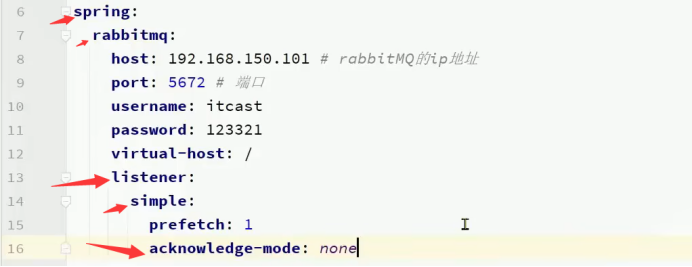 6 spring:
7 rabbitmq:
8 host: 192.168.150.101 # rabbitMQ的ip地址
9 port: 5672 # 端口
10 username: itcast
11 password: 123321
12 virtual-host: /
13 listener:
14 simple:
15 prefetch: 1
16 acknowledge-mode: none